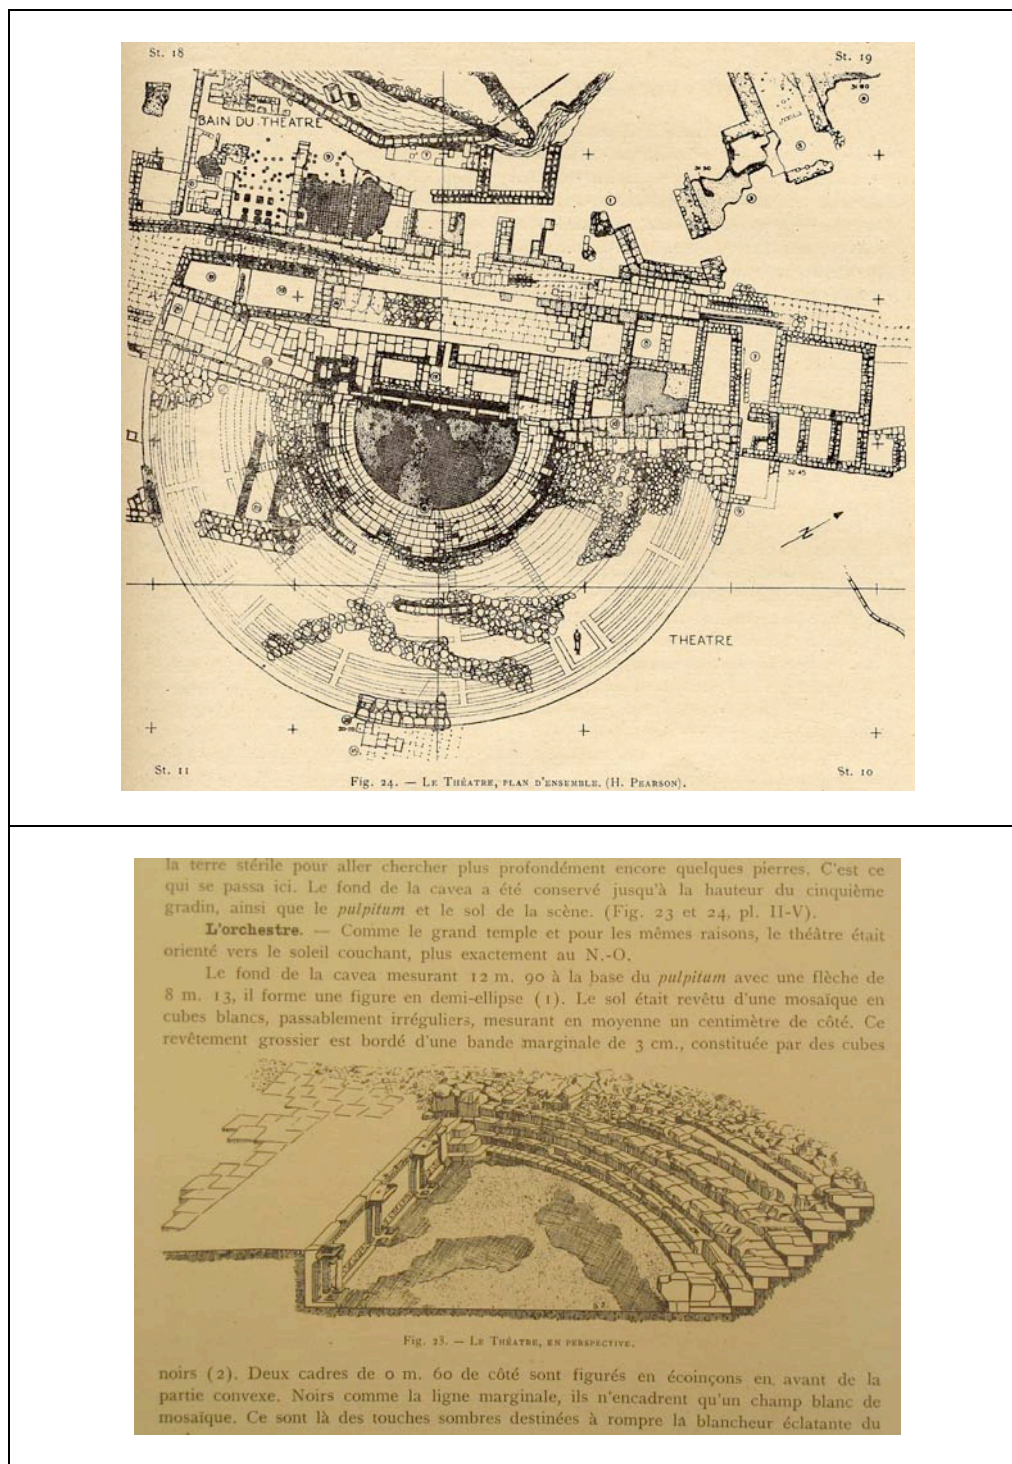 St. 18
St. 19
BAIN DU THEATRE
THEATRE
St. 11
St. 10
Fig. 24. — Le Théatre, plan d'ensemble. (H. Pearson).
la terre stérile pour aller chercher plus profondément encore quelques pierres. C'est ce
qui se passa ici. Le fond de la cavea a été conservé jusqu'à la hauteur du cinquième
gradin, ainsi que le pulpitum et le sol de la scène. (Fig. 23 et 24, pl. II-V).
L'orchestre. — Comme le grand temple et pour les mêmes raisons, le théâtre était
orienté vers le soleil couchant, plus exactement au N.-O.
Le fond de la cavea mesurant 12 m. 90 à la base du pulpitum avec une flèche de
8 m. 13, il forme une figure en demi-ellipse (1). Le sol était revêtu d'une mosaïque en
cubes blancs, passablement irréguliers, mesurant en moyenne un centimètre de côté. Ce
revêtement grossier est bordé d'une bande marginale de 3 cm., constituée par des cubes
Fig. 23. — Le Théatre, en perspective.
noirs (2). Deux cadres de 0 m. 60 de côté sont figurés en écoinçons en avant de la
partie convexe. Noirs comme la ligne marginale, ils n'encadrent qu'un champ blanc de
mosaïque. Ce sont là des touches sombres destinées à rompre la blancheur éclatante du